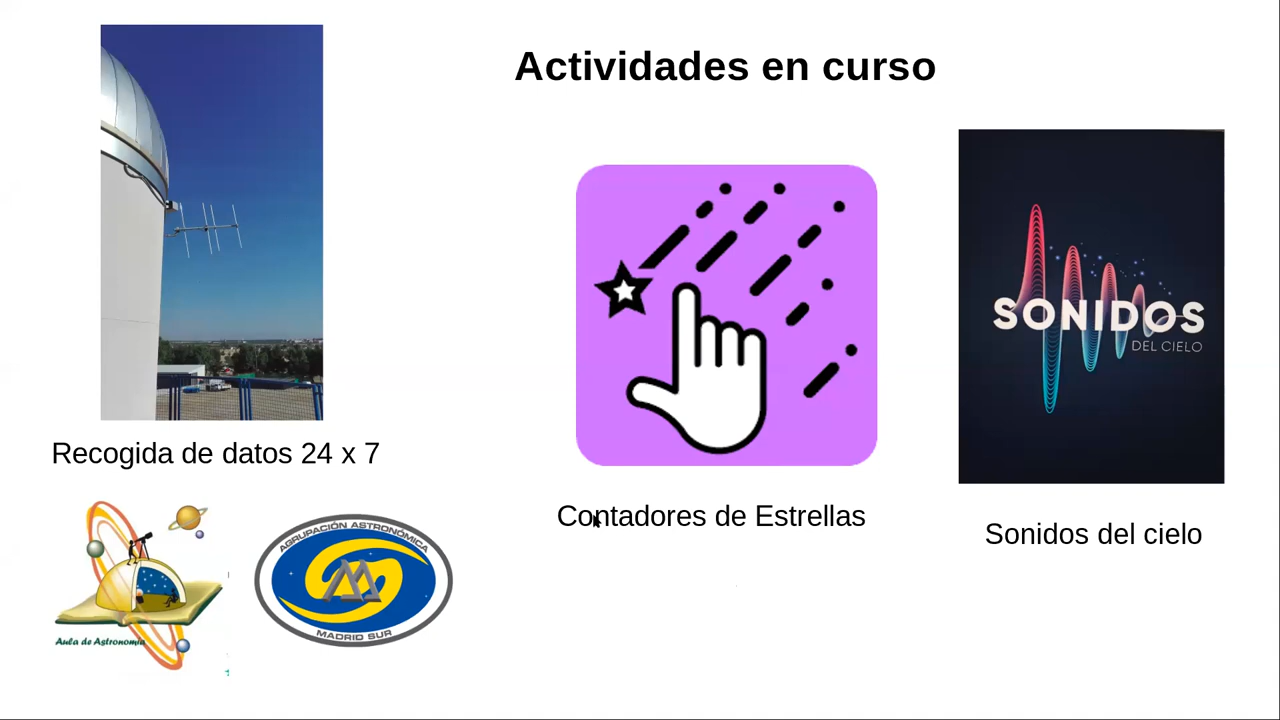 Actividades en curso
SONIDOS
DEL CIELO
Recogida de datos 24 x 7
Contadores de Estrellas
Sonidos del cielo
Aula de Astronomía
AGRUPACIÓN ASTRONÓMICA
MADRID SUR